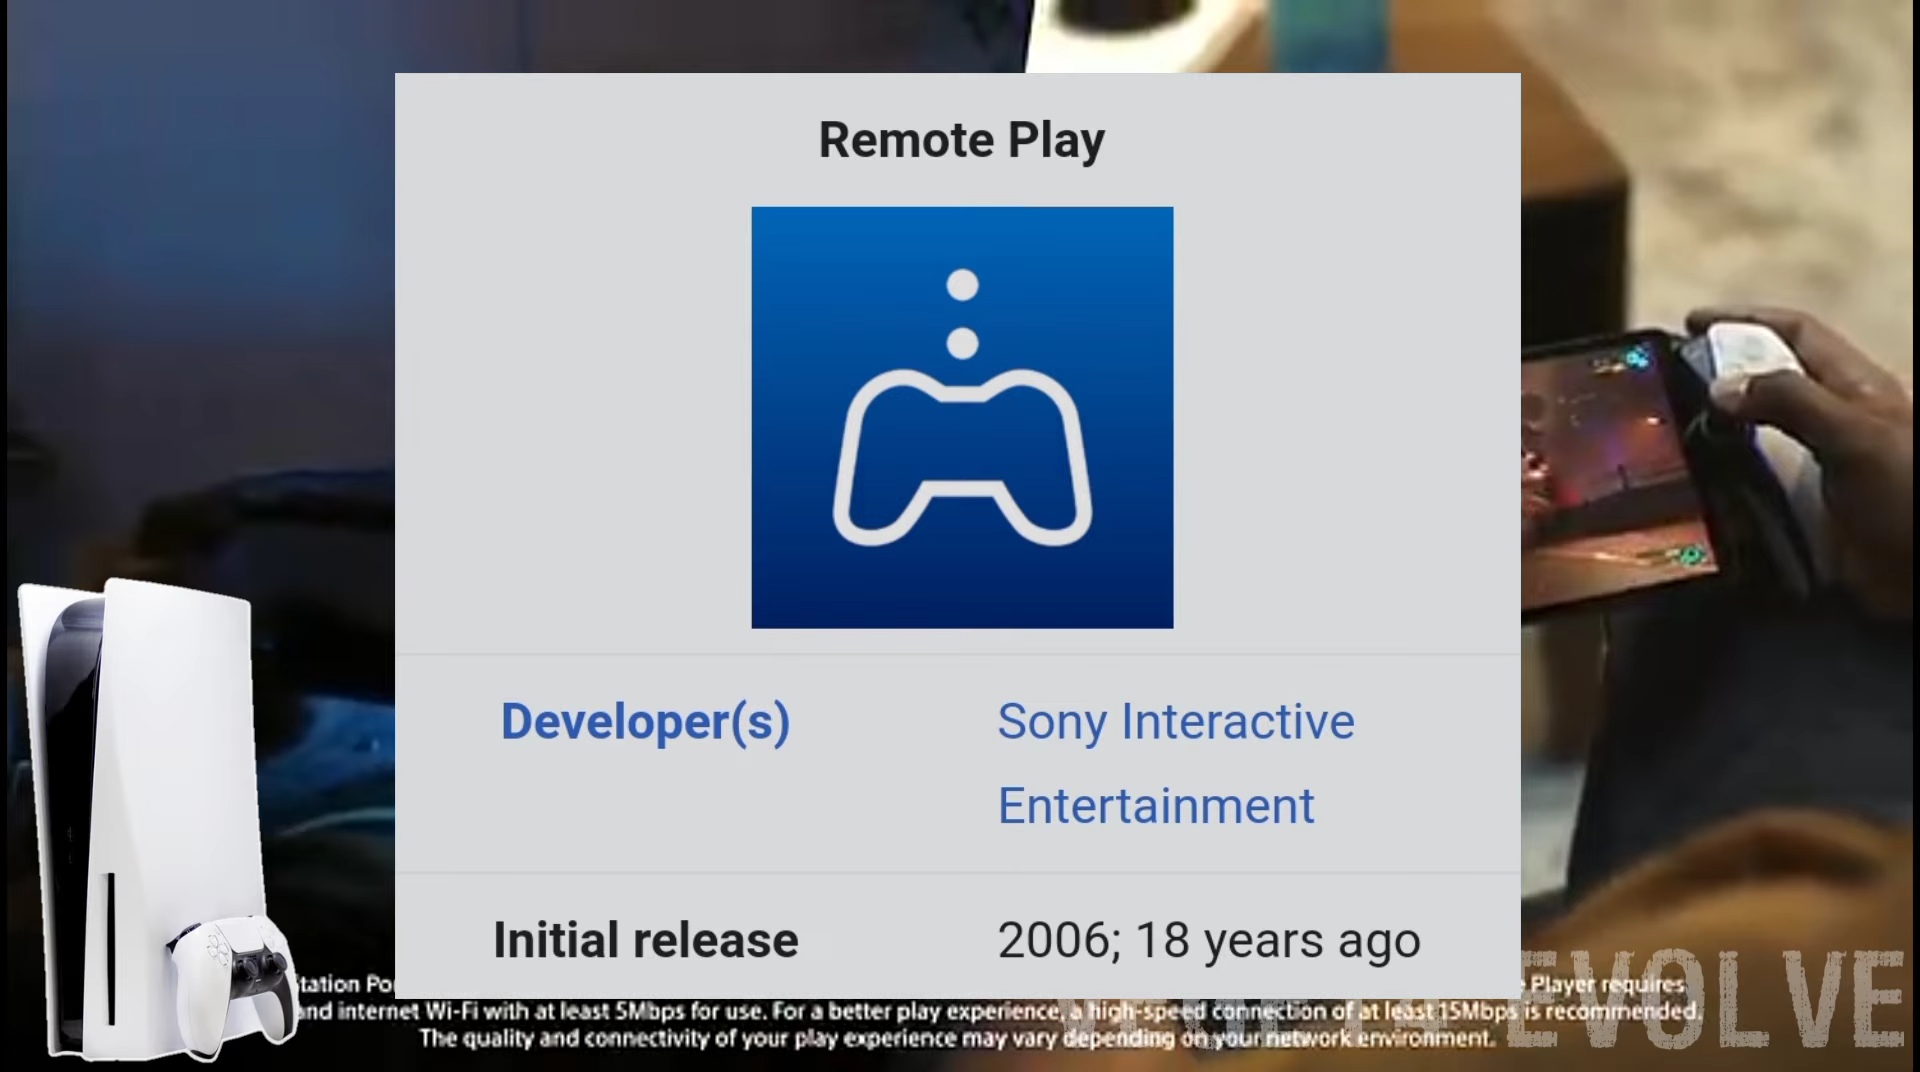 Remote Play
Developer(s) Sony Interactive
Entertainment
Initial release 2006; 18 years ago
EVOLVE
Player requires
and internet Wi-Fi with at least 5Mbps for use. For a better play experience, a high-speed connection of at least 15Mbps is recommended.
The quality and connectivity of your play experience may vary depending on your network environment.